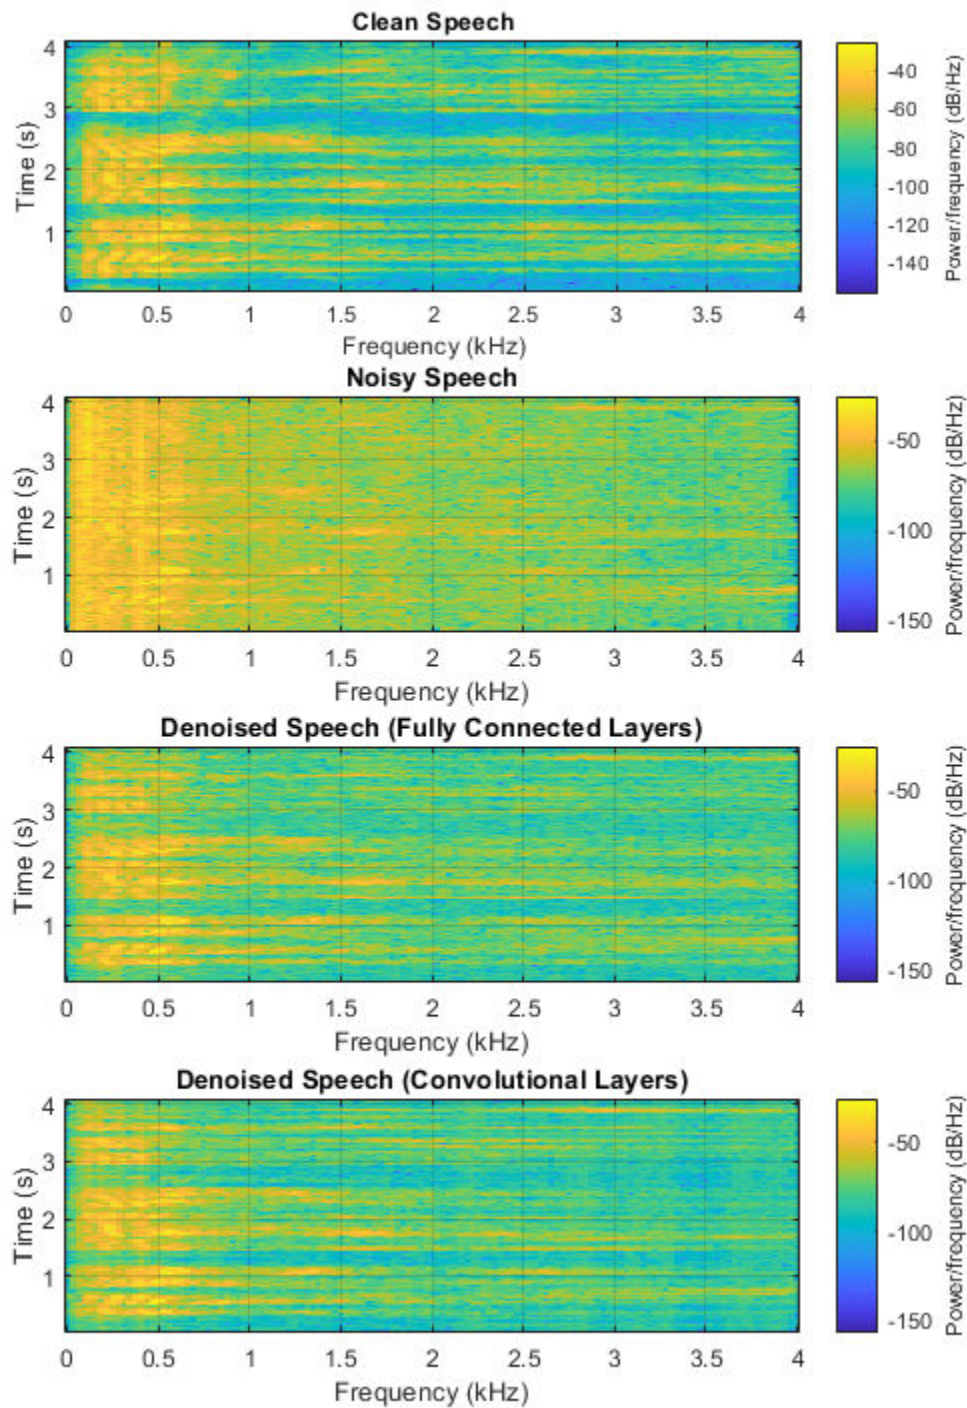 Clean Speech
4
3
2
1
Time (s)
0 0.5 1 1.5 2 2.5 3 3.5 4
Frequency (kHz)
-40
-60
-80
-100
-120
-140
Power/frequency (dB/Hz)
Noisy Speech
4
3
2
1
Time (s)
0 0.5 1 1.5 2 2.5 3 3.5 4
Frequency (kHz)
-50
-100
-150
Power/frequency (dB/Hz)
Denoised Speech (Fully Connected Layers)
4
3
2
1
Time (s)
0 0.5 1 1.5 2 2.5 3 3.5 4
Frequency (kHz)
-50
-100
-150
Power/frequency (dB/Hz)
Denoised Speech (Convolutional Layers)
4
3
2
1
Time (s)
0 0.5 1 1.5 2 2.5 3 3.5 4
Frequency (kHz)
-50
-100
-150
Power/frequency (dB/Hz)